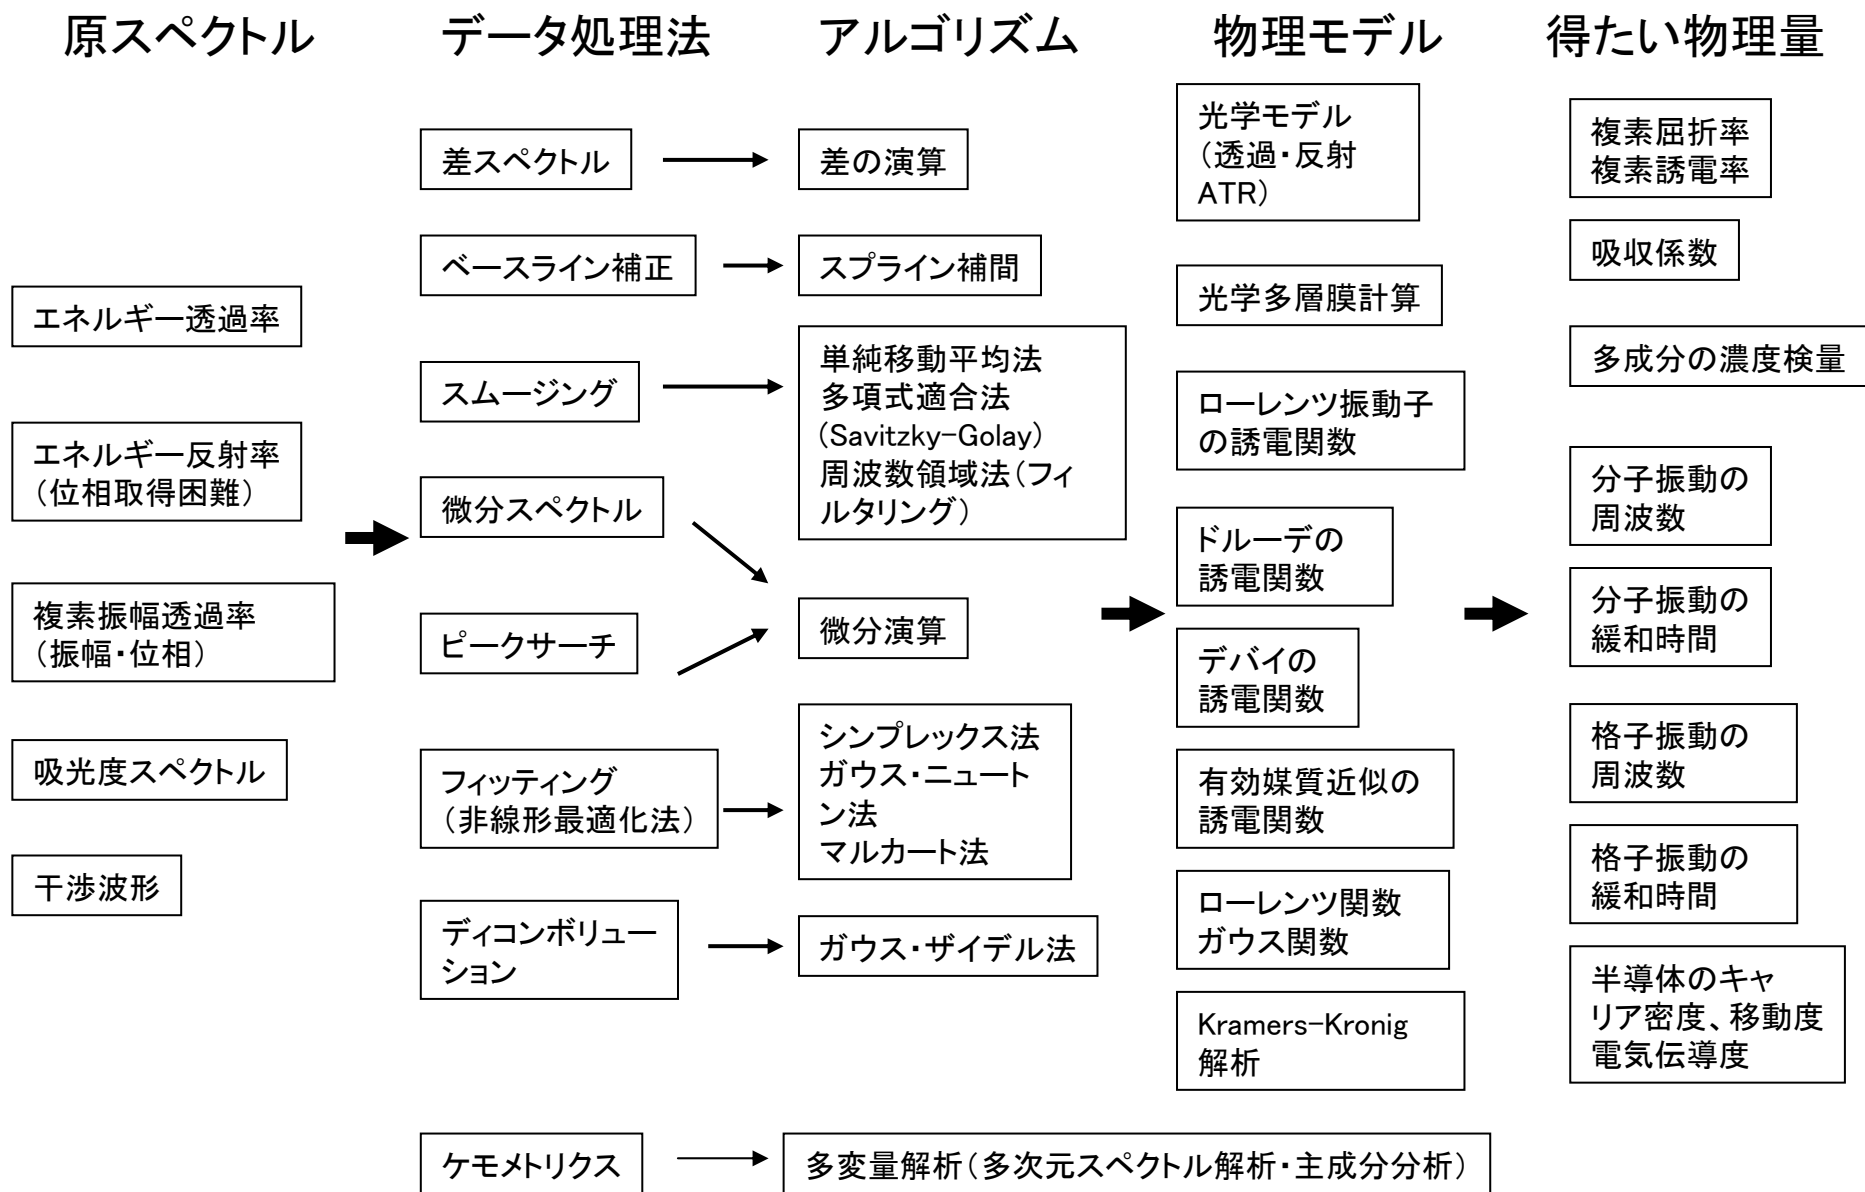 原スペクトル
データ処理法
アルゴリズム
物理モデル
得たい物理量
エネルギー透過率
エネルギー反射率
（位相取得困難）
複素振幅透過率
（振幅・位相）
吸光度スペクトル
干渉波形
差スペクトル
ベースライン補正
スムージング
微分スペクトル
ピークサーチ
フィッティング
（非線形最適化法）
ディコンボリュー
ション
ケモメトリクス
差の演算
スプライン補間
単純移動平均法
多項式適合法
（Savitzky-Golay）
周波数領域法（フィ
ルタリング）
微分演算
シンプレックス法
ガウス・ニュート
ン法
マルカート法
ガウス・ザイデル法
多変量解析（多次元スペクトル解析・主成分分析）
光学モデル
（透過・反射
ATR）
光学多層膜計算
ローレンツ振動子
の誘電関数
ドルーデの
誘電関数
デバイの
誘電関数
有効媒質近似の
誘電関数
ローレンツ関数
ガウス関数
Kramers-Kronig
解析
複素屈折率
複素誘電率
吸収係数
多成分の濃度検量
分子振動の
周波数
分子振動の
緩和時間
格子振動の
周波数
格子振動の
緩和時間
半導体のキャ
リア密度、移動度
電気伝導度